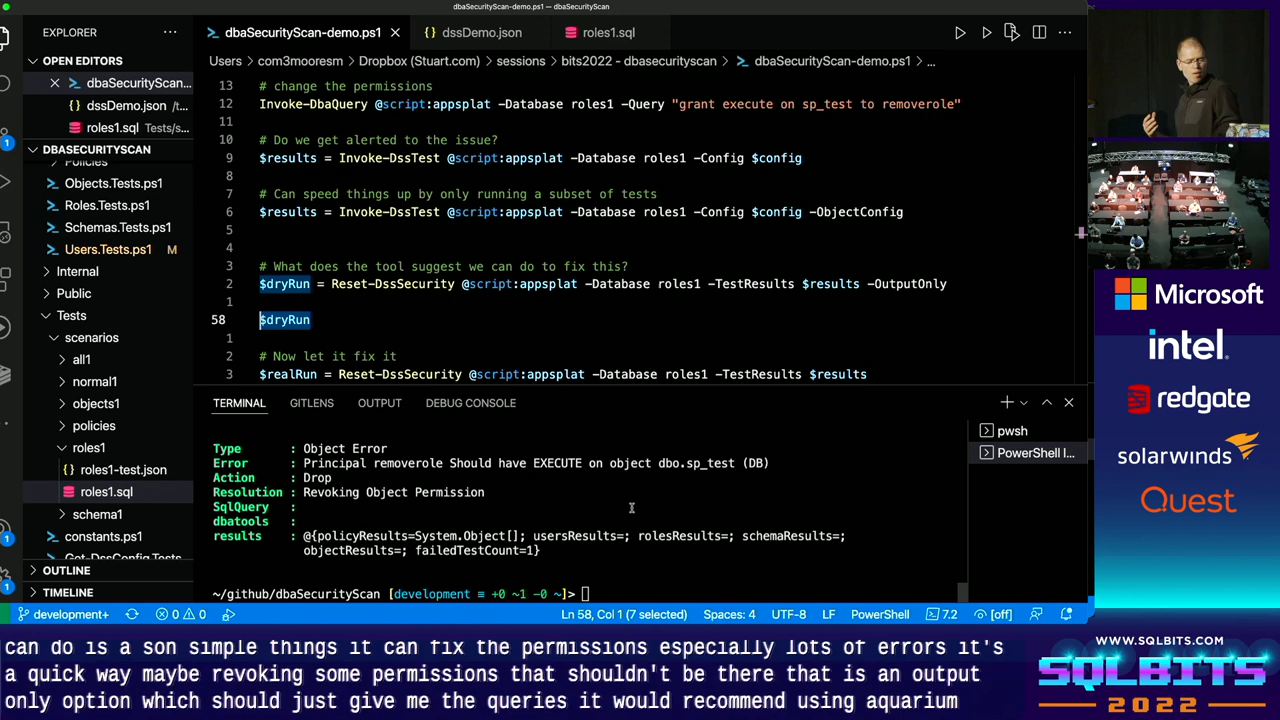 dbaSecurityScan-demo.ps1 — dbaSecurityScan
EXPLORER
OPEN EDITORS
dbaSecurityScan...
dssDemo.json /t...
roles1.sql Tests/s...
DBASECURITYSCAN
Policies
Objects.Tests.ps1
Roles.Tests.ps1
Schemas.Tests.ps1
Users.Tests.ps1 M
Internal
Public
Tests
scenarios
all1
normal1
objects1
policies
roles1
roles1-test.json
roles1.sql
schema1
constants.ps1
Get-DssConfig.Tests
OUTLINE
TIMELINE
dbaSecurityScan-demo.ps1
dssDemo.json
roles1.sql
Users > com3mooresm > Dropbox (Stuart.com) > sessions > bits2022 - dbasecurityscan > dbaSecurityScan-demo.ps1 > ...
13 # change the permissions
12 Invoke-DbaQuery @script:appsplat -Database roles1 -Query "grant execute on sp_test to removerole"
11
10 # Do we get alerted to the issue?
9 $results = Invoke-DssTest @script:appsplat -Database roles1 -Config $config
8
7 # Can speed things up by only running a subset of tests
6 $results = Invoke-DssTest @script:appsplat -Database roles1 -Config $config -ObjectConfig
5
4
3 # What does the tool suggest we can do to fix this?
2 $dryRun = Reset-DssSecurity @script:appsplat -Database roles1 -TestResults $results -OutputOnly
1
58 $dryRun
1
2 # Now let it fix it
3 $realRun = Reset-DssSecurity @script:appsplat -Database roles1 -TestResults $results
TERMINAL GITLENS OUTPUT DEBUG CONSOLE
pwsh
PowerShell I...
Type : Object Error
Error : Principal removerole Should have EXECUTE on object dbo.sp_test (DB)
Action : Drop
Resolution : Revoking Object Permission
SqlQuery :
dbatools :
results : @{policyResults=System.Object[]; usersResults=; rolesResults=; schemaResults=;
objectResults=; failedTestCount=1}
~/github/dbaSecurityScan [development ≡ +0 ~1 -0 ~]>
development+ 0 0 Ln 58, Col 1 (7 selected) Spaces: 4 UTF-8 LF PowerShell 7.2 [off]
Microsoft
intel.
redgate
solarwinds
Quest
can do is a son simple things it can fix the permissions especially lots of errors it's
a quick way maybe revoking some permissions that shouldn't be there that is an output
only option which should just give me the queries it would recommend using aquarium
WWW.SQLBITS.COM
SQLBITS
2022